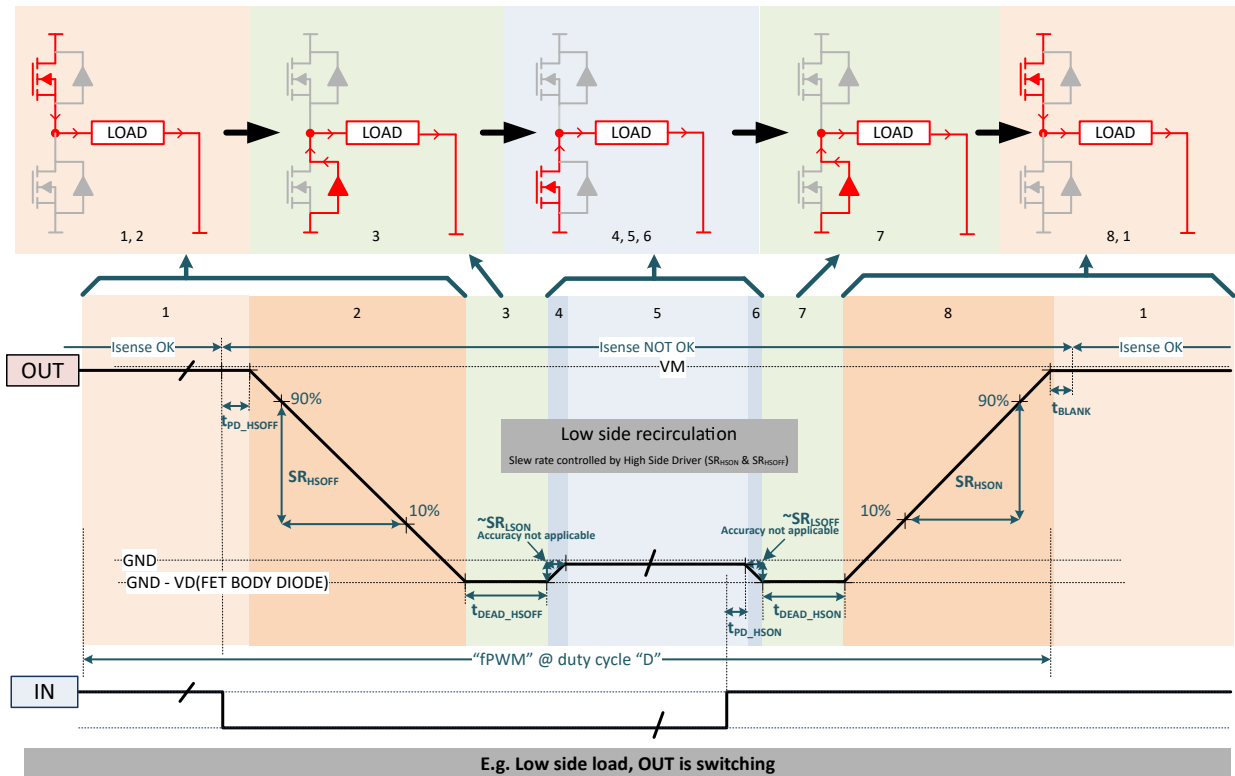 LOAD
LOAD
LOAD
LOAD
LOAD
1, 2
3
4, 5, 6
7
8, 1
1
2
3
4
5
6
7
8
1
Isense OK
Isense NOT OK
Isense OK
OUT
VM
90%
90%
tPD_HSOFF
tBLANK
Low side recirculation
Slew rate controlled by High Side Driver (SRHSON & SRHSOFF)
SRHSOFF
SRHSON
10%
10%
~SRLSON
Accuracy not applicable
~SRLSOFF
Accuracy not applicable
GND
GND - VD(FET BODY DIODE)
tDEAD_HSOFF
tDEAD_HSON
tPD_HSON
“fPWM” @ duty cycle “D”
IN
E.g. Low side load, OUT is switching